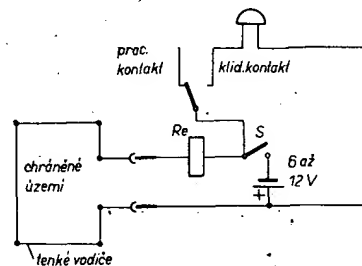 prac.
kontakt
klid.kontakt
Re
S
6 až
12 V
+
chráněné
území
tenké vodiče